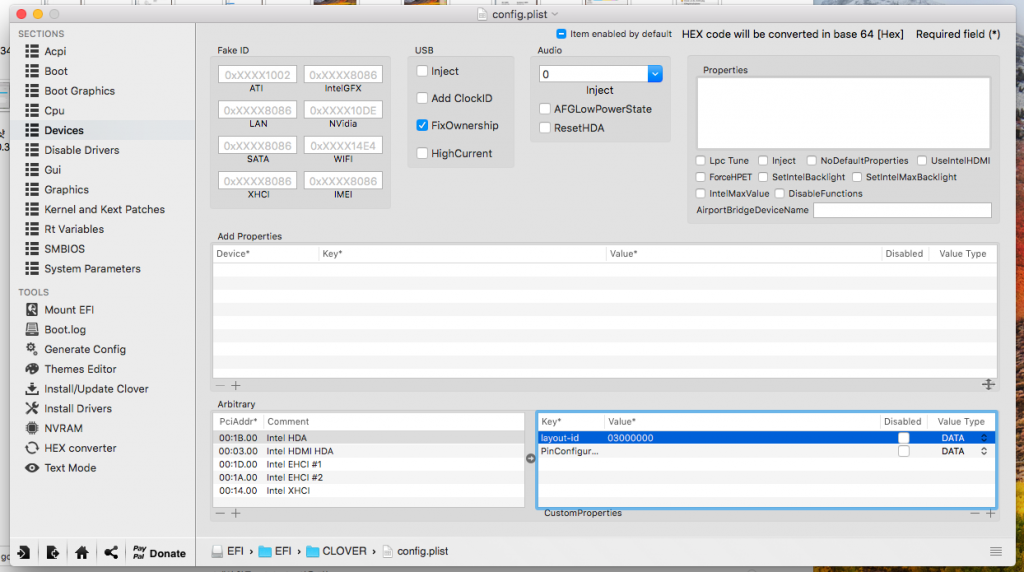 config.plist
SECTIONS
Acpi
Boot
Boot Graphics
Cpu
Devices
Disable Drivers
Gui
Graphics
Kernel and Kext Patches
Rt Variables
SMBIOS
System Parameters
TOOLS
Mount EFI
Boot.log
Generate Config
Themes Editor
Install/Update Clover
Install Drivers
NVRAM
HEX converter
Text Mode
Pay Pal Donate
Item enabled by default HEX code will be converted in base 64 [Hex] Required field (*)
Fake ID
0xXXXX1002 0xXXXX8086
ATI IntelGFX
0xXXXX8086 0xXXXX10DE
LAN NVidia
0xXXXX8086 0xXXXX14E4
SATA WIFI
0xXXXX8086 0xXXXX8086
XHCI IMEI
USB
Inject
Add ClockID
FixOwnership
HighCurrent
Audio
0
Inject
AFGLowPowerState
ResetHDA
Properties
Lpc Tune Inject NoDefaultProperties UseIntelHDMI
ForceHPET SetIntelBacklight SetIntelMaxBacklight
IntelMaxValue DisableFunctions
AirportBridgeDeviceName
Add Properties
Device* Key* Value* Disabled Value Type
Arbitrary
PciAddr* Comment
00:1B.00 Intel HDA
00:03.00 Intel HDMI HDA
00:1D.00 Intel EHCI #1
00:1A.00 Intel EHCI #2
00:14.00 Intel XHCI
Key* Value* Disabled Value Type
layout-id 03000000 DATA
PinConfigur... DATA
CustomProperties
EFI › EFI › CLOVER › config.plist